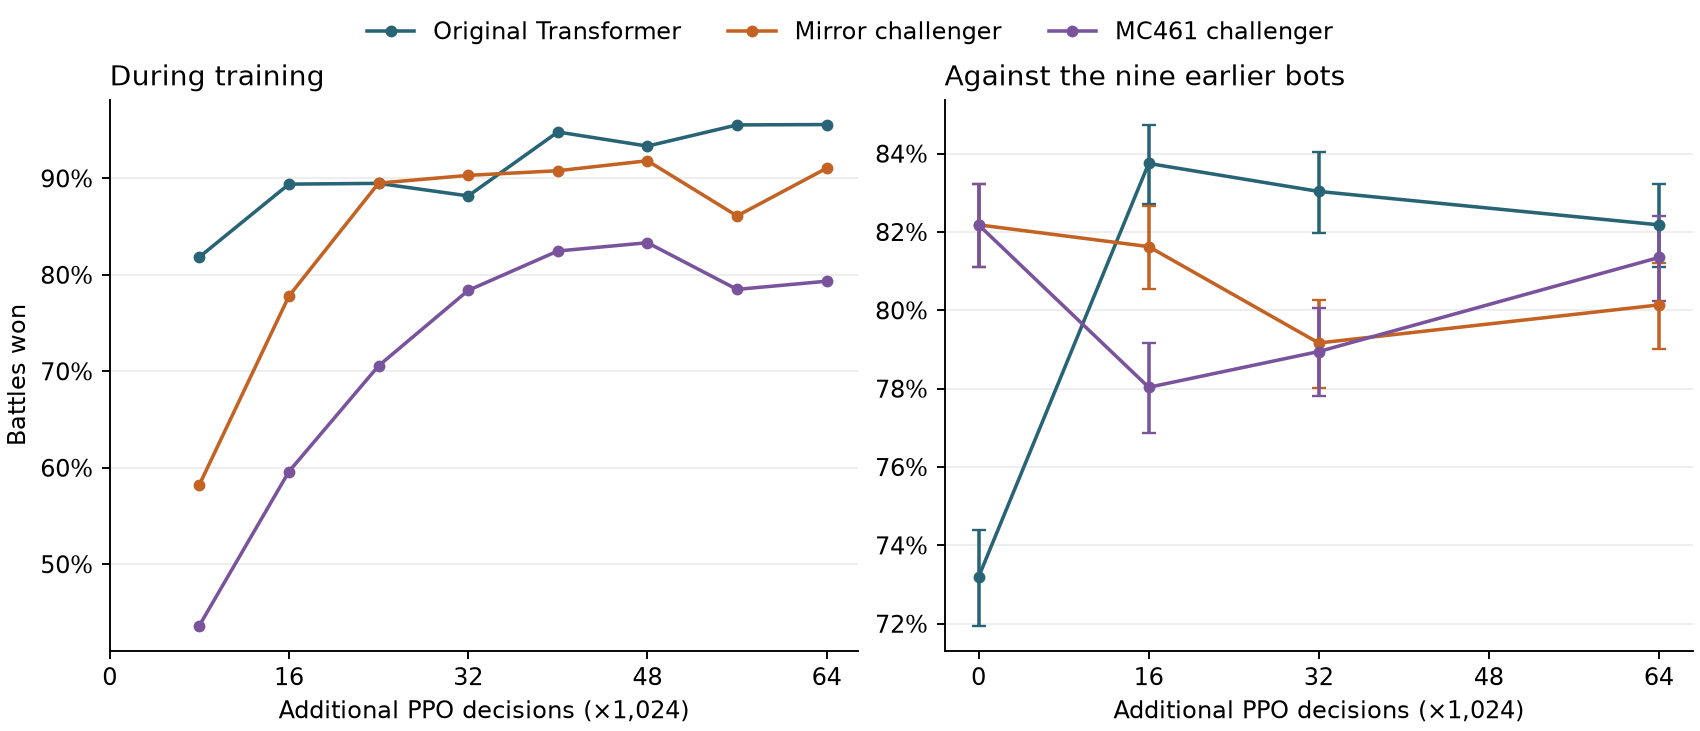 Original Transformer
Mirror challenger
MC461 challenger
During training
Battles won
90%
80%
70%
60%
50%
0
16
32
48
64
Additional PPO decisions (×1,024)
Against the nine earlier bots
84%
82%
80%
78%
76%
74%
72%
0
16
32
48
64
Additional PPO decisions (×1,024)